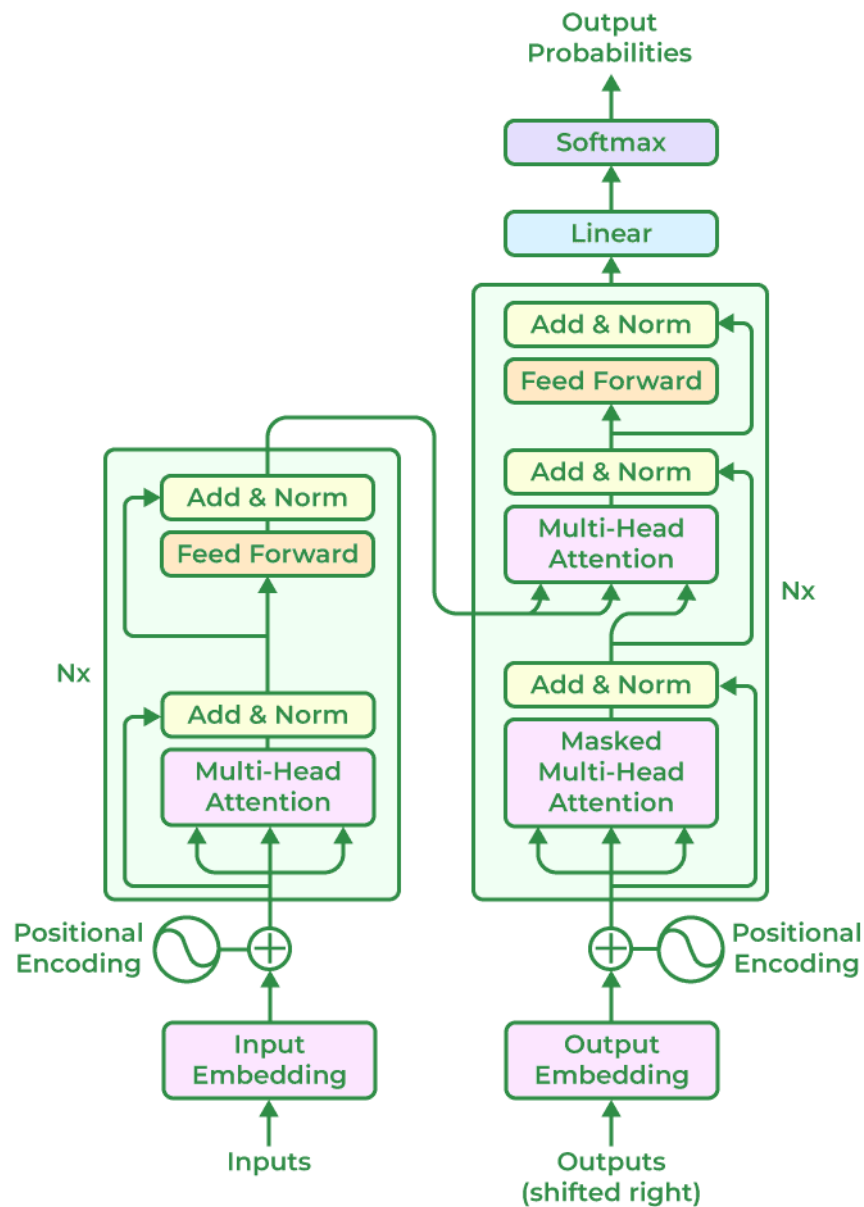 Output
Probabilities
Softmax
Linear
Add & Norm
Feed Forward
Add & Norm
Multi-Head
Attention
Nx
Add & Norm
Masked
Multi-Head
Attention
Add & Norm
Feed Forward
Nx
Add & Norm
Multi-Head
Attention
Positional
Encoding
Positional
Encoding
Input
Embedding
Output
Embedding
Inputs
Outputs
(shifted right)